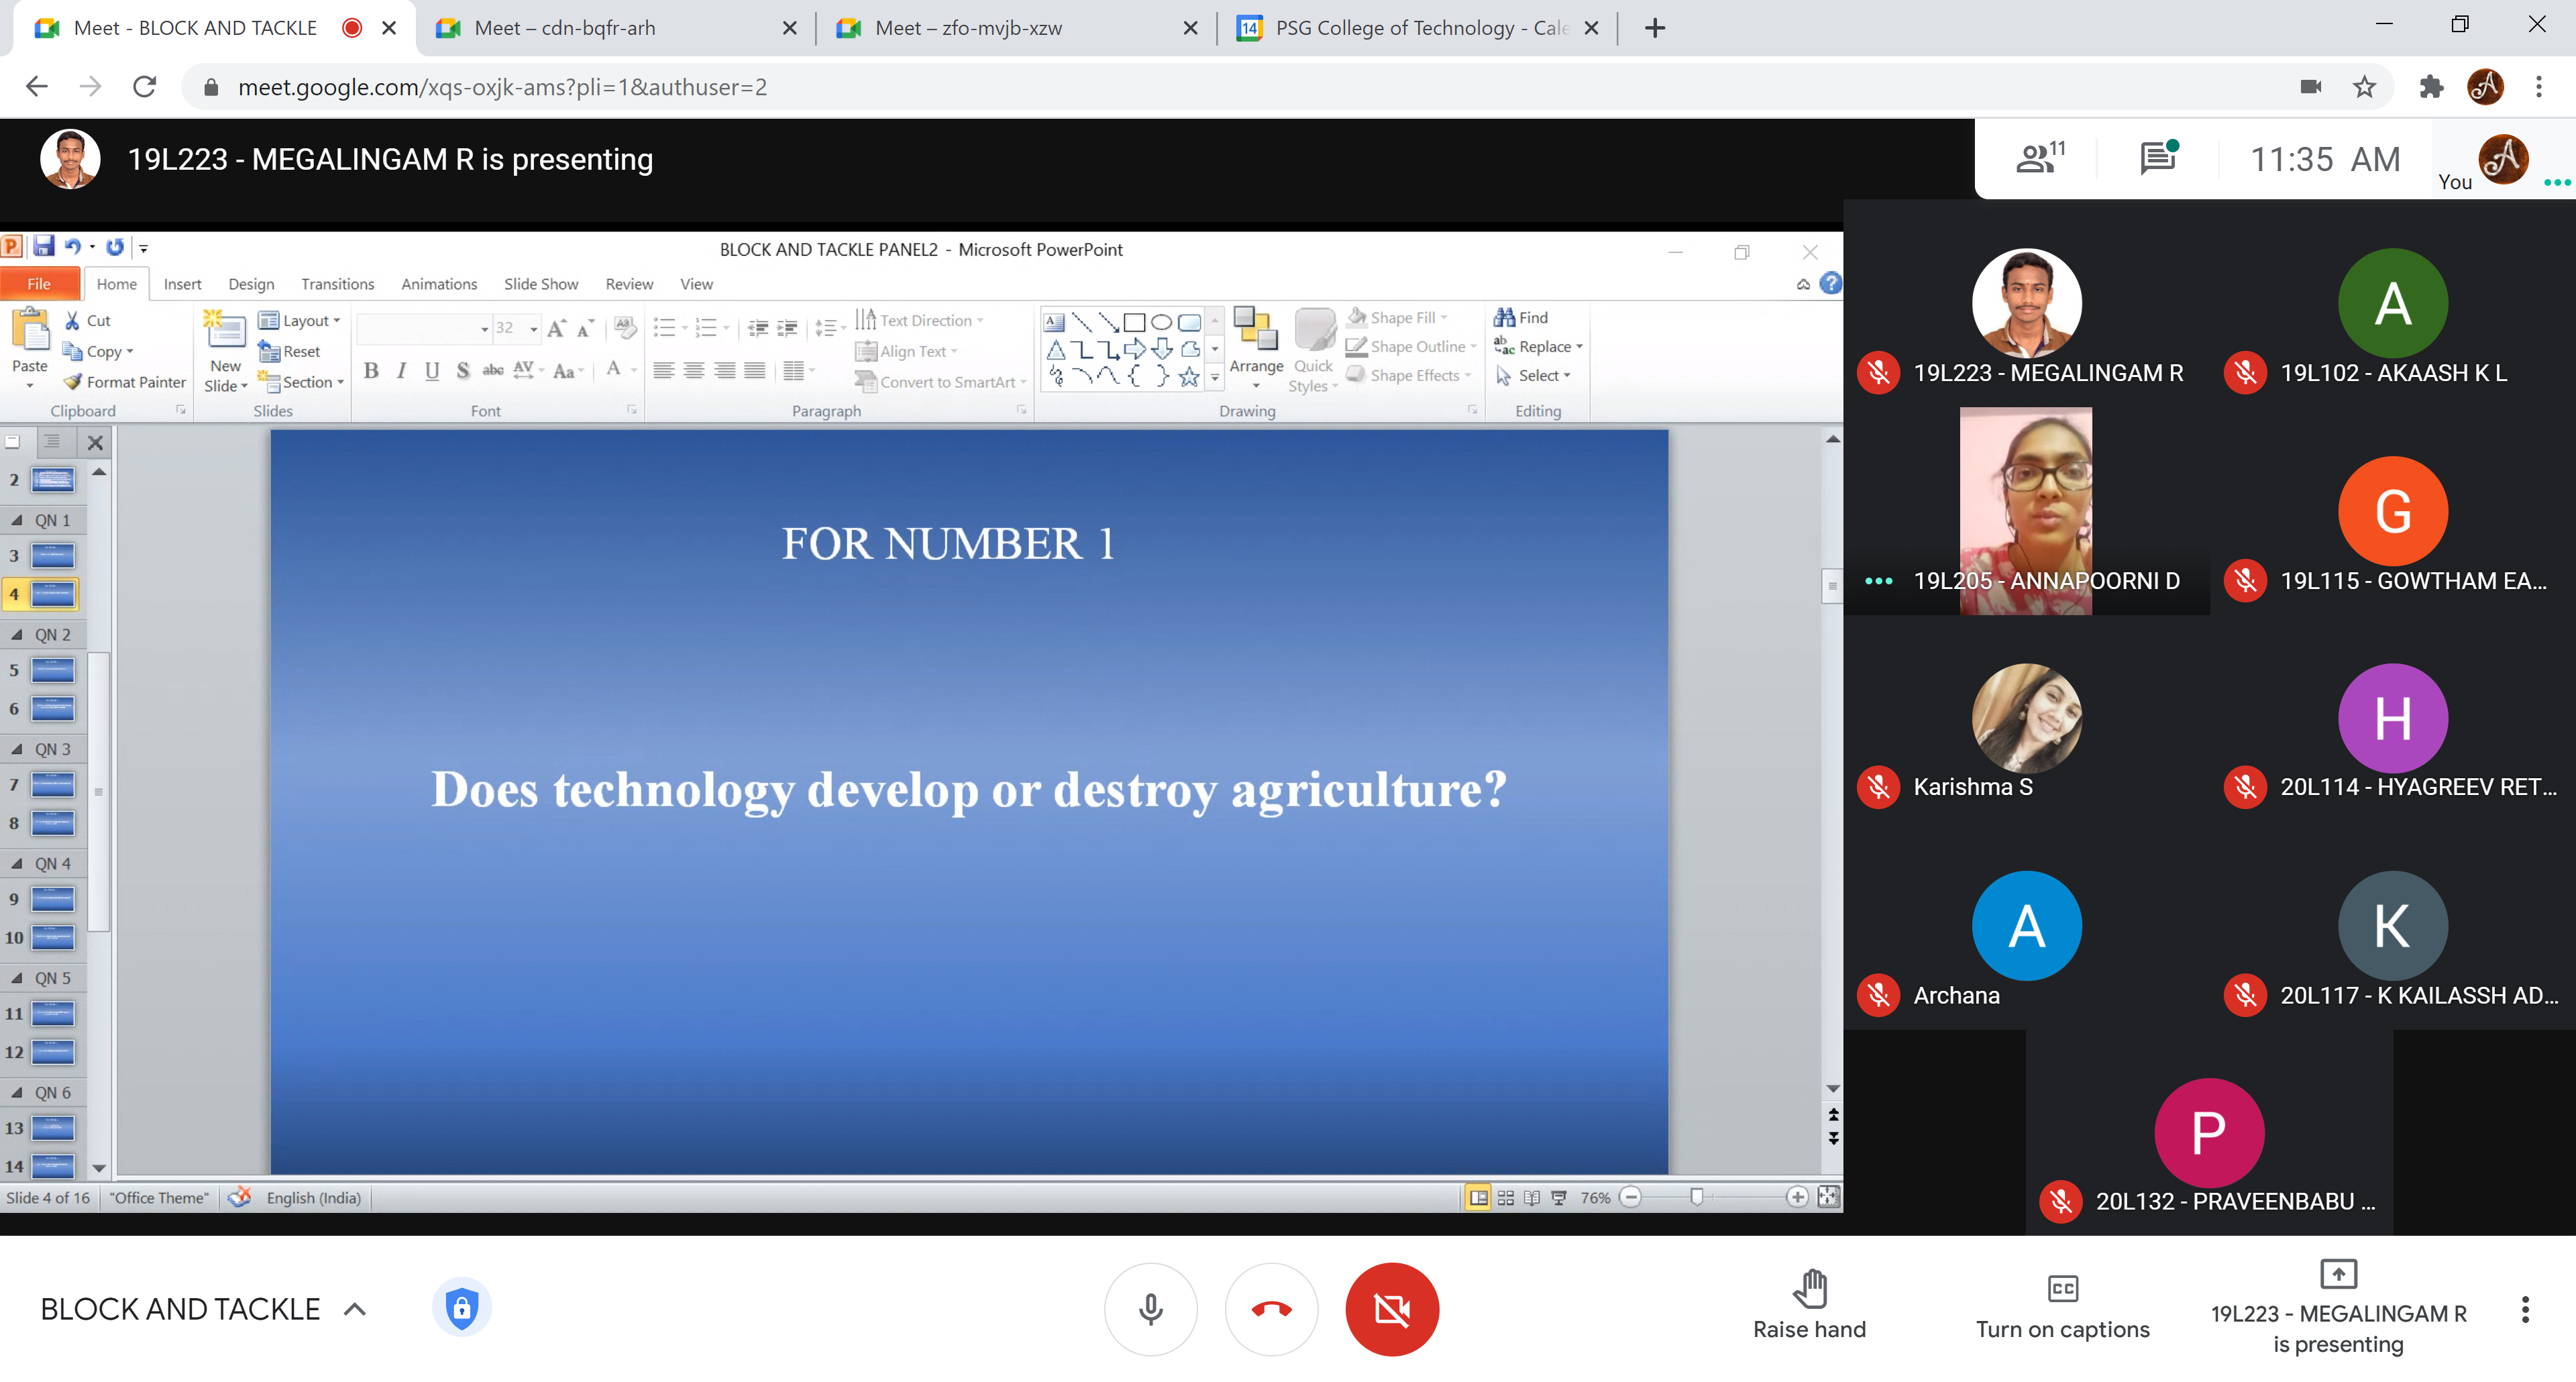 Meet - BLOCK AND TACKLE
Meet – cdn-bqfr-arh
Meet – zfo-mvjb-xzw
14
PSG College of Technology - Cale
meet.google.com/xqs-oxjk-ams?pli=1&authuser=2
19L223 - MEGALINGAM R is presenting
11
11:35 AM
You
BLOCK AND TACKLE PANEL2 - Microsoft PowerPoint
File Home Insert Design Transitions Animations Slide Show Review View
Paste
Cut
Copy
Format Painter
Clipboard
New
Slide
Layout
Reset
Section
Slides
32
B I U S abc AV Aa A
Font
Text Direction
Align Text
Convert to SmartArt
Paragraph
Arrange
Quick
Styles
Shape Fill
Shape Outline
Shape Effects
Drawing
Find
Replace
Select
Editing
2
QN 1
3
4
QN 2
5
6
QN 3
7
8
QN 4
9
10
QN 5
11
12
QN 6
13
14
FOR NUMBER 1
Does technology develop or destroy agriculture?
Slide 4 of 16
"Office Theme"
English (India)
76%
19L223 - MEGALINGAM R
A
19L102 - AKAASH K L
19L205 - ANNAPOORNI D
G
19L115 - GOWTHAM EA...
Karishma S
H
20L114 - HYAGREEV RET...
A
Archana
K
20L117 - K KAILASSH AD...
P
20L132 - PRAVEENBABU ...
BLOCK AND TACKLE
Raise hand
CC
Turn on captions
19L223 - MEGALINGAM R
is presenting